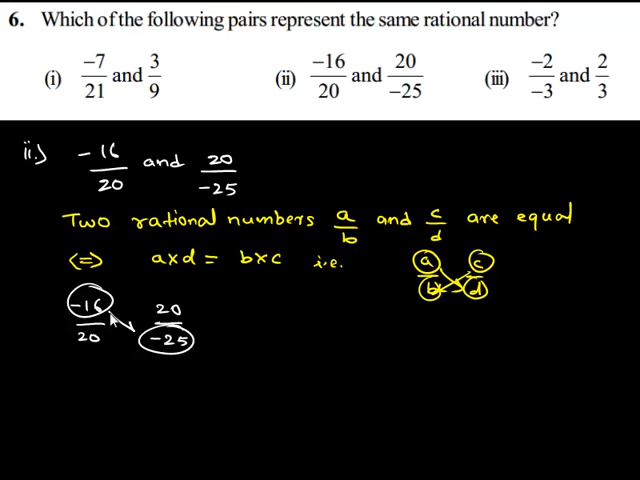 6. Which of the following pairs represent the same rational number?
(i) -7/21 and 3/9 (ii) -16/20 and 20/-25 (iii) -2/-3 and 2/3
ii.) -16/20 and 20/-25
Two rational numbers a/b and c/d are equal
<=> a×d = b×c i.e. a/b c/d
-16/20 20/-25